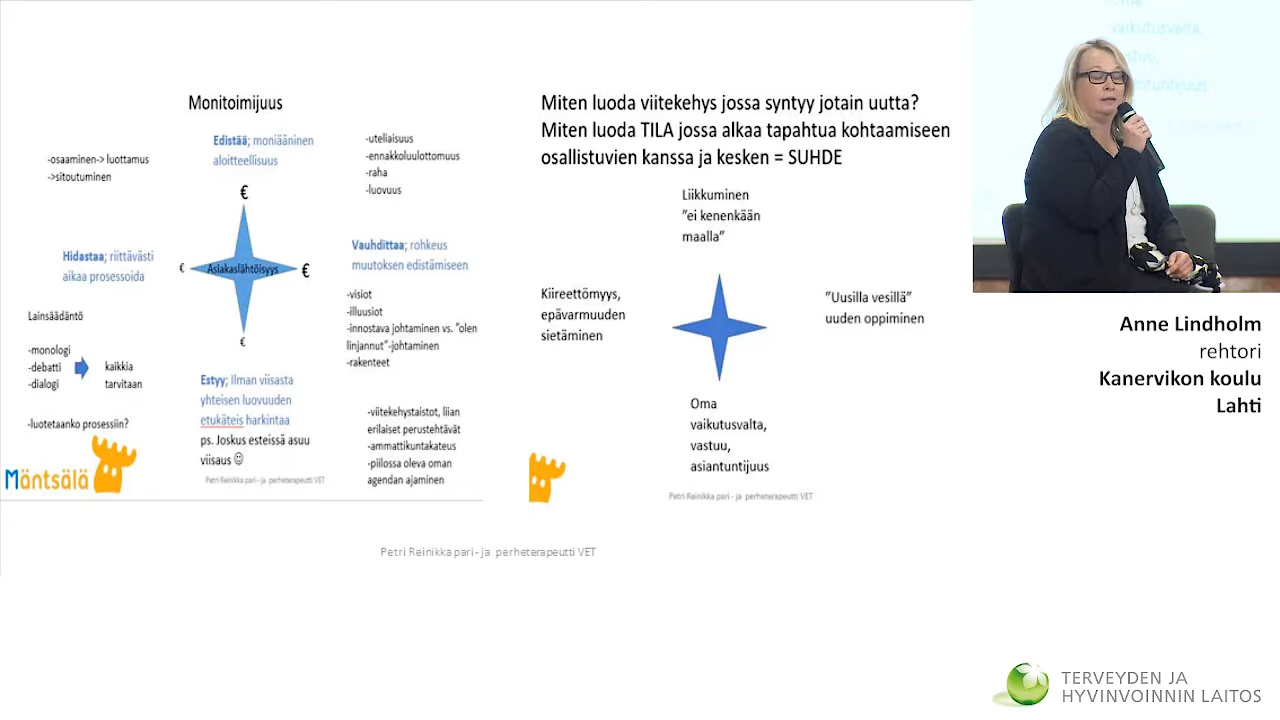 Monitoimijuus
Edistää; moniääninen
aloitteellisuus
-osaaminen-> luottamus
->sitoutuminen
-uteliaisuus
-ennakkoluulottomuus
-raha
-luovuus
€
Hidastaa; riittävästi
aikaa prosessoida
€
Asiakaslähtöisyys
€
Vauhdittaa; rohkeus
muutoksen edistämiseen
-visiot
-illuusiot
-innostava johtaminen vs. ”olen
linjannut”-johtaminen
-rakenteet
Lainsäädäntö
-monologi
-debatti
-dialogi
kaikkia
tarvitaan
-luotetaanko prosessiin?
€
Estyy; Ilman viisasta
yhteisen luovuuden
etukäteis harkintaa
ps. Joskus esteissä asuu
viisaus ☺
-viitekehystaistot, liian
erilaiset perustehtävät
-ammattikuntakateus
-piilossa oleva oman
agendan ajaminen
Mäntsälä
Petri Reinikka pari - ja perheterapeutti VET
Miten luoda viitekehys jossa syntyy jotain uutta?
Miten luoda TILA jossa alkaa tapahtua kohtaamiseen
osallistuvien kanssa ja kesken = SUHDE
Liikkuminen
”ei kenenkään
maalla”
Kiireettömyys,
epävarmuuden
sietäminen
”Uusilla vesillä”
uuden oppiminen
Oma
vaikutusvalta,
vastuu,
asiantuntijuus
Petri Reinikka pari - ja perheterapeutti VET
Petri Reinikka pari - ja perheterapeutti VET
vaikutusvalta,
Anne Lindholm
rehtori
Kanervikon koulu
Lahti
TERVEYDEN JA
HYVINVOINNIN LAITOS